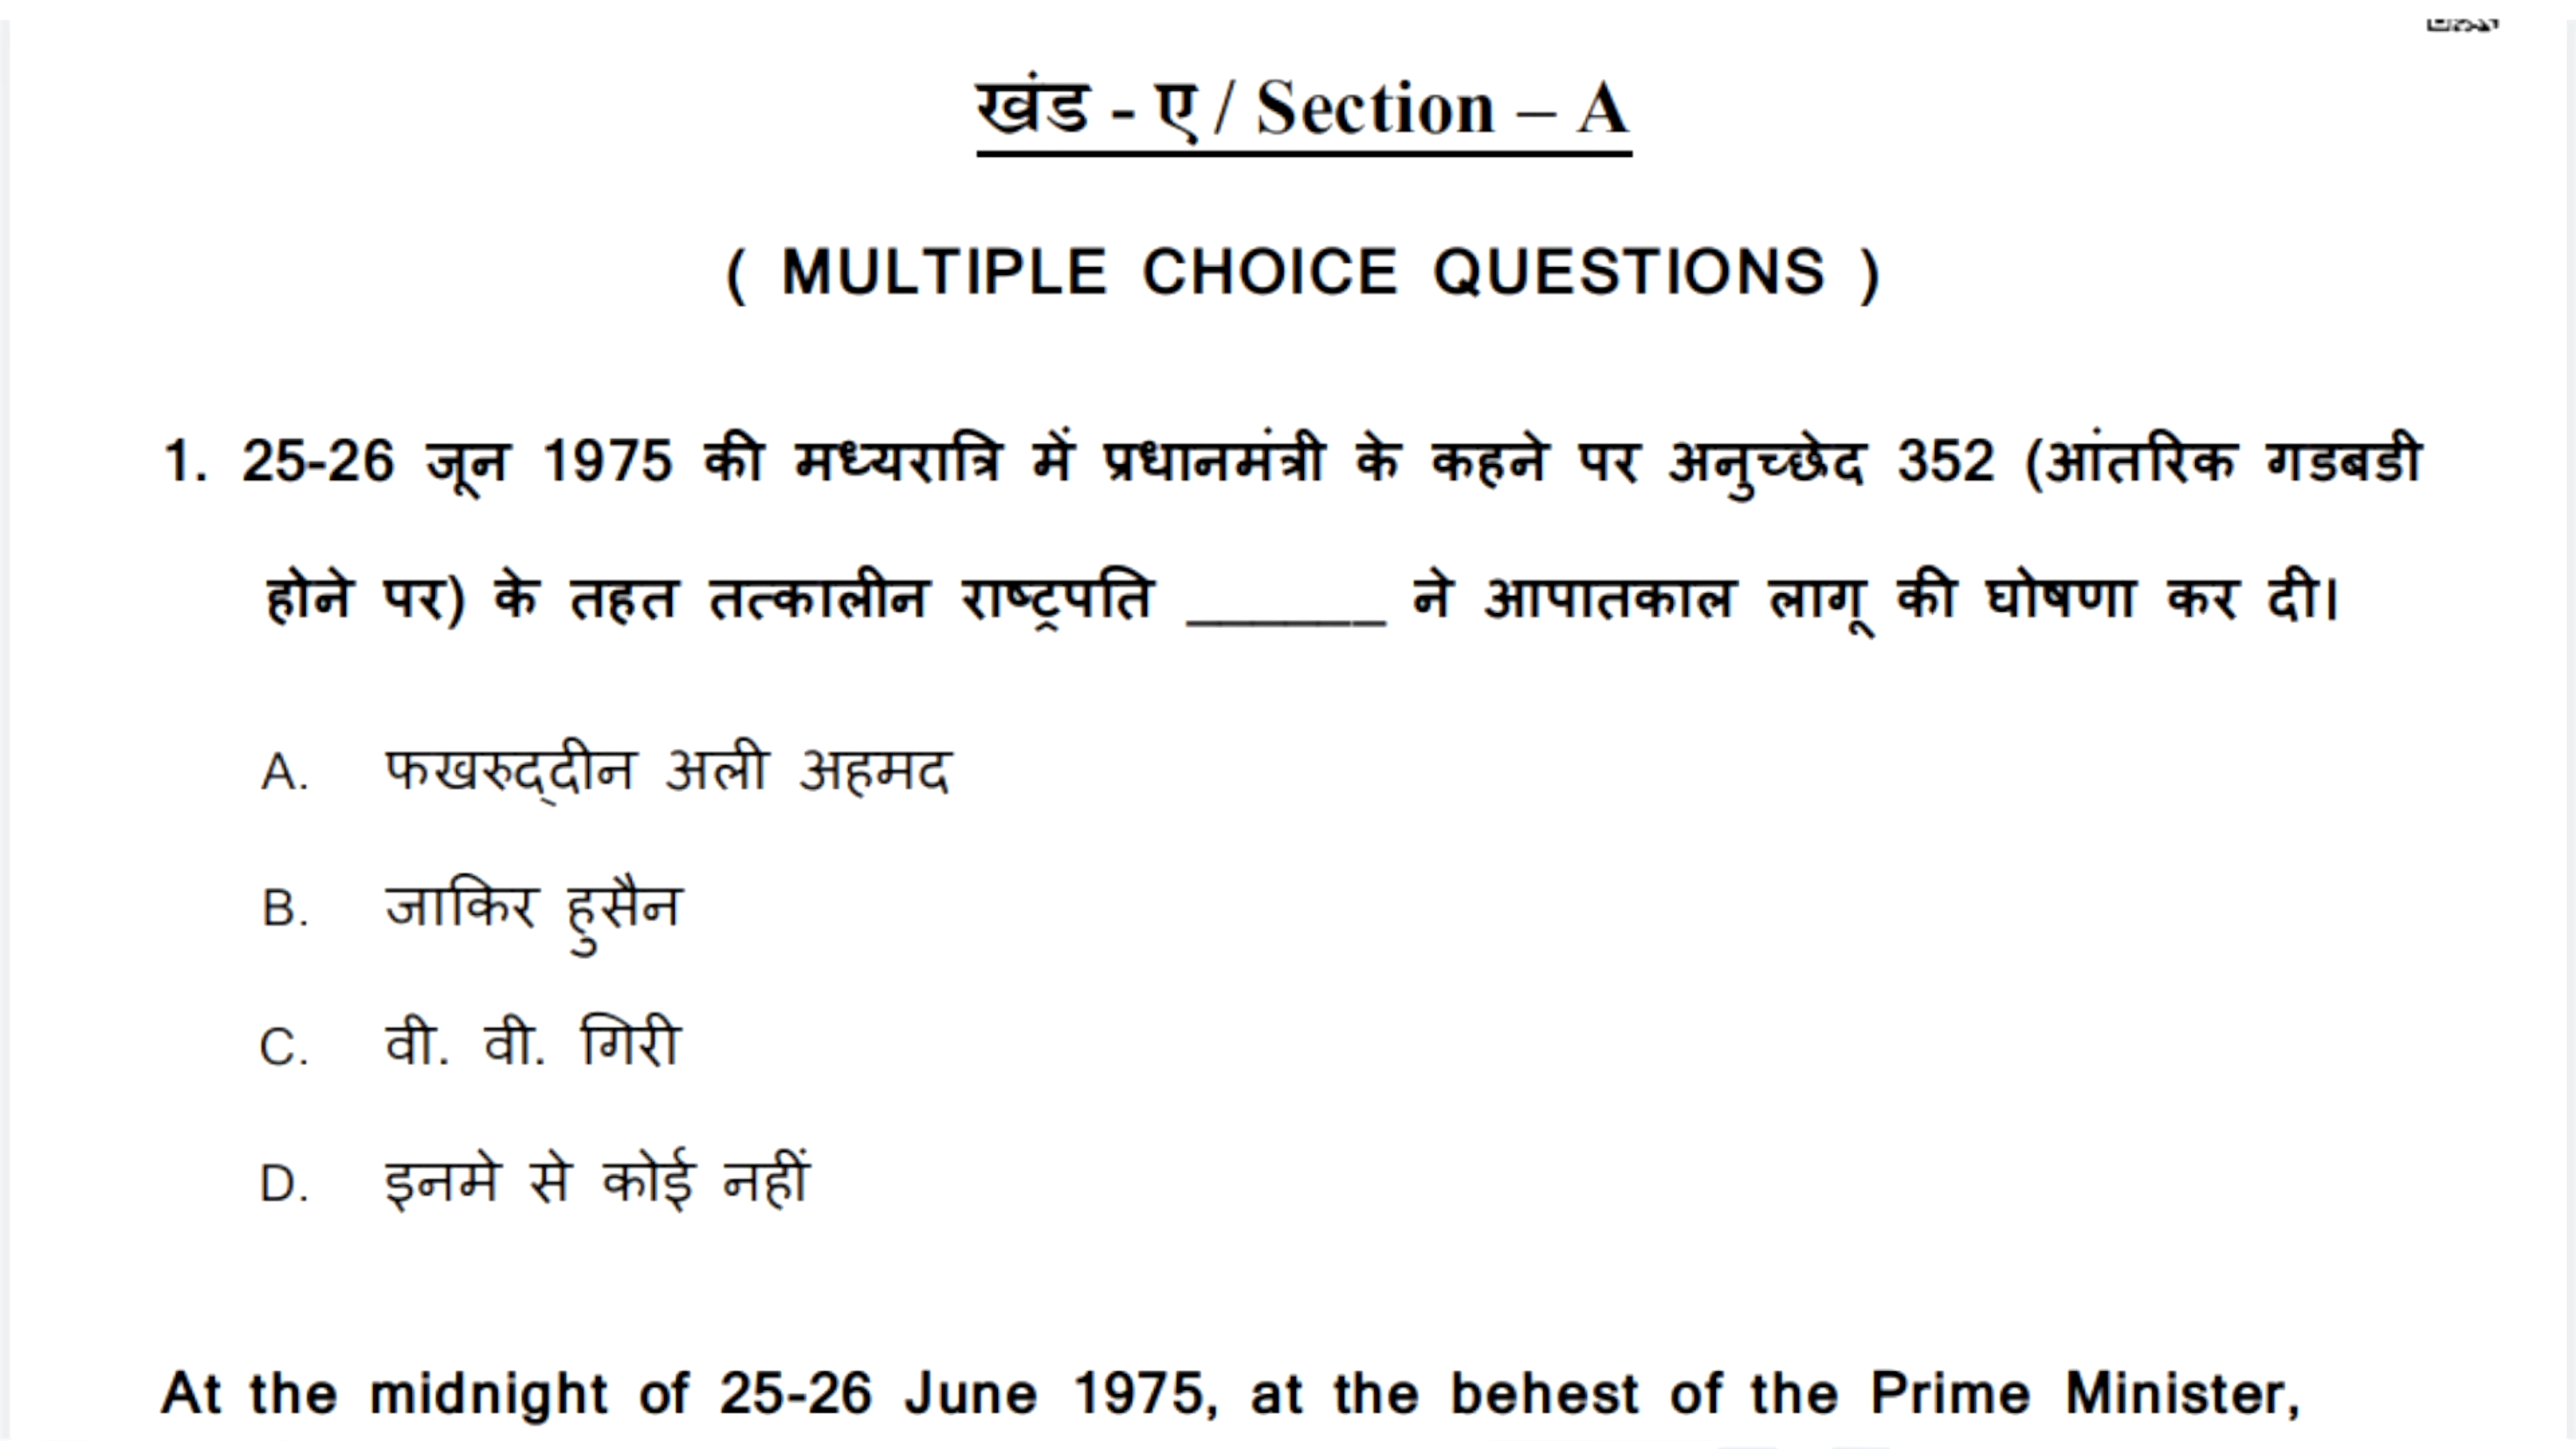 खंड - ए / Section – A
( MULTIPLE CHOICE QUESTIONS )
1. 25-26 जून 1975 की मध्यरात्रि में प्रधानमंत्री के कहने पर अनुच्छेद 352 (आंतरिक गडबडी
होने पर) के तहत तत्कालीन राष्ट्रपति ______ ने आपातकाल लागू की घोषणा कर दी।
A. फखरुद्दीन अली अहमद
B. जाकिर हुसैन
C. वी. वी. गिरी
D. इनमे से कोई नहीं
At the midnight of 25-26 June 1975, at the behest of the Prime Minister,